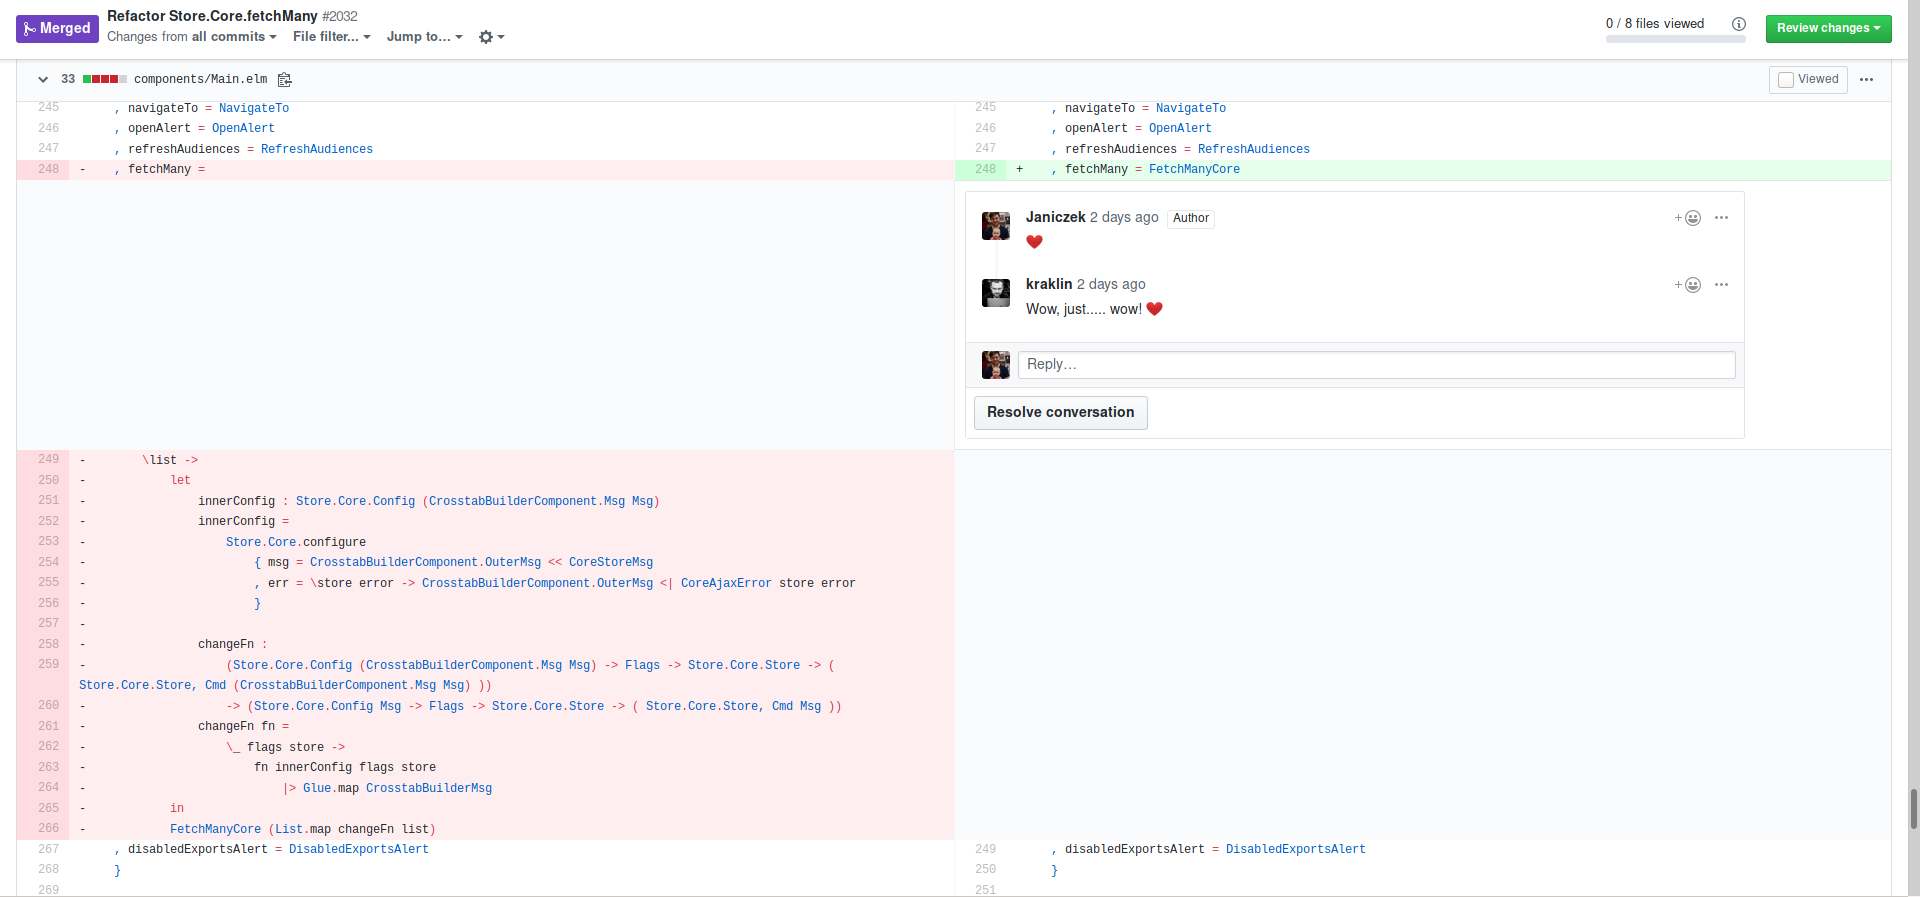 Merged
Refactor Store.Core.fetchMany #2032
Changes from all commits File filter... Jump to...
0 / 8 files viewed
Review changes
33 components/Main.elm
Viewed
245 , navigateTo = NavigateTo 245 , navigateTo = NavigateTo
246 , openAlert = OpenAlert 246 , openAlert = OpenAlert
247 , refreshAudiences = RefreshAudiences 247 , refreshAudiences = RefreshAudiences
248 - , fetchMany = 248 + , fetchMany = FetchManyCore
Janiczek 2 days ago Author
❤️
kraklin 2 days ago
Wow, just..... wow! ❤️
Reply…
Resolve conversation
249 - \list ->
250 - let
251 - innerConfig : Store.Core.Config (CrosstabBuilderComponent.Msg Msg)
252 - innerConfig =
253 - Store.Core.configure
254 - { msg = CrosstabBuilderComponent.OuterMsg << CoreStoreMsg
255 - , err = \store error -> CrosstabBuilderComponent.OuterMsg <| CoreAjaxError store error
256 - }
257 -
258 - changeFn :
259 - (Store.Core.Config (CrosstabBuilderComponent.Msg Msg) -> Flags -> Store.Core.Store -> (
Store.Core.Store, Cmd (CrosstabBuilderComponent.Msg Msg) ))
260 - -> (Store.Core.Config Msg -> Flags -> Store.Core.Store -> ( Store.Core.Store, Cmd Msg ))
261 - changeFn fn =
262 - \_ flags store ->
263 - fn innerConfig flags store
264 - |> Glue.map CrosstabBuilderMsg
265 - in
266 - FetchManyCore (List.map changeFn list)
267 , disabledExportsAlert = DisabledExportsAlert 249 , disabledExportsAlert = DisabledExportsAlert
268 } 250 }
269 251